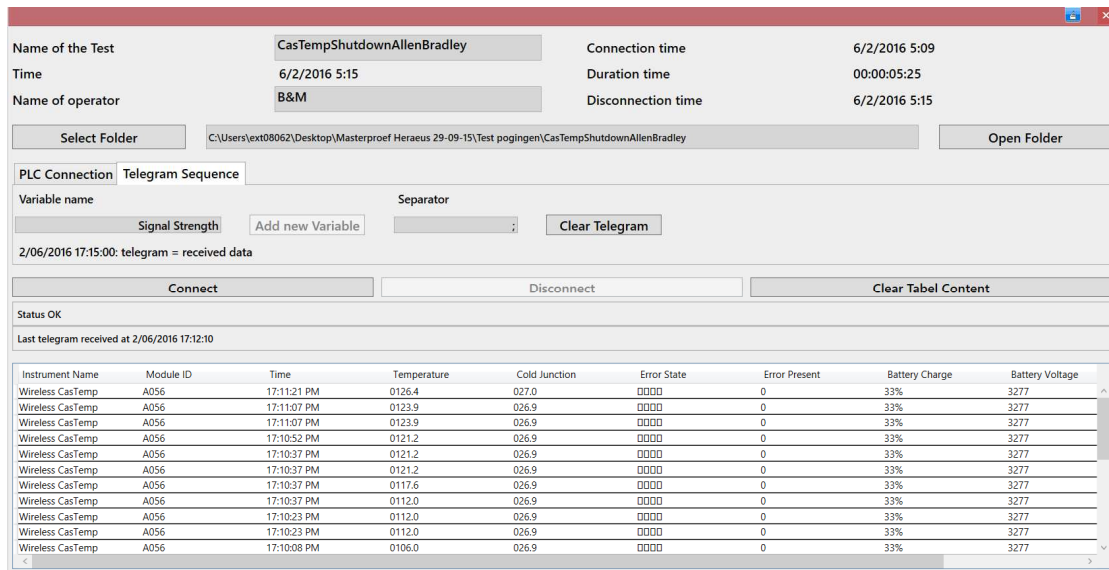 Name of the Test CasTempShutdownAllenBradley Connection time 6/2/2016 5:09
Time 6/2/2016 5:15 Duration time 00:00:05:25
Name of operator B&M Disconnection time 6/2/2016 5:15
Select Folder C:\Users\ext08062\Desktop\Masterproef Heraeus 29-09-15\Test pogingen\CasTempShutdownAllenBradley Open Folder
PLC Connection Telegram Sequence
Variable name Separator
Signal Strength Add new Variable ; Clear Telegram
2/06/2016 17:15:00: telegram = received data
Connect Disconnect Clear Tabel Content
Status OK
Last telegram received at 2/06/2016 17:12:10
Instrument Name Module ID Time Temperature Cold Junction Error State Error Present Battery Charge Battery Voltage
Wireless CasTemp A056 17:11:21 PM 0126.4 027.0 □□□□ 0 33% 3277
Wireless CasTemp A056 17:11:07 PM 0123.9 026.9 □□□□ 0 33% 3277
Wireless CasTemp A056 17:11:07 PM 0123.9 026.9 □□□□ 0 33% 3277
Wireless CasTemp A056 17:10:52 PM 0121.2 026.9 □□□□ 0 33% 3277
Wireless CasTemp A056 17:10:37 PM 0121.2 026.9 □□□□ 0 33% 3277
Wireless CasTemp A056 17:10:37 PM 0121.2 026.9 □□□□ 0 33% 3277
Wireless CasTemp A056 17:10:37 PM 0117.6 026.9 □□□□ 0 33% 3277
Wireless CasTemp A056 17:10:37 PM 0112.0 026.9 □□□□ 0 33% 3277
Wireless CasTemp A056 17:10:23 PM 0112.0 026.9 □□□□ 0 33% 3277
Wireless CasTemp A056 17:10:23 PM 0112.0 026.9 □□□□ 0 33% 3277
Wireless CasTemp A056 17:10:08 PM 0106.0 026.9 □□□□ 0 33% 3277